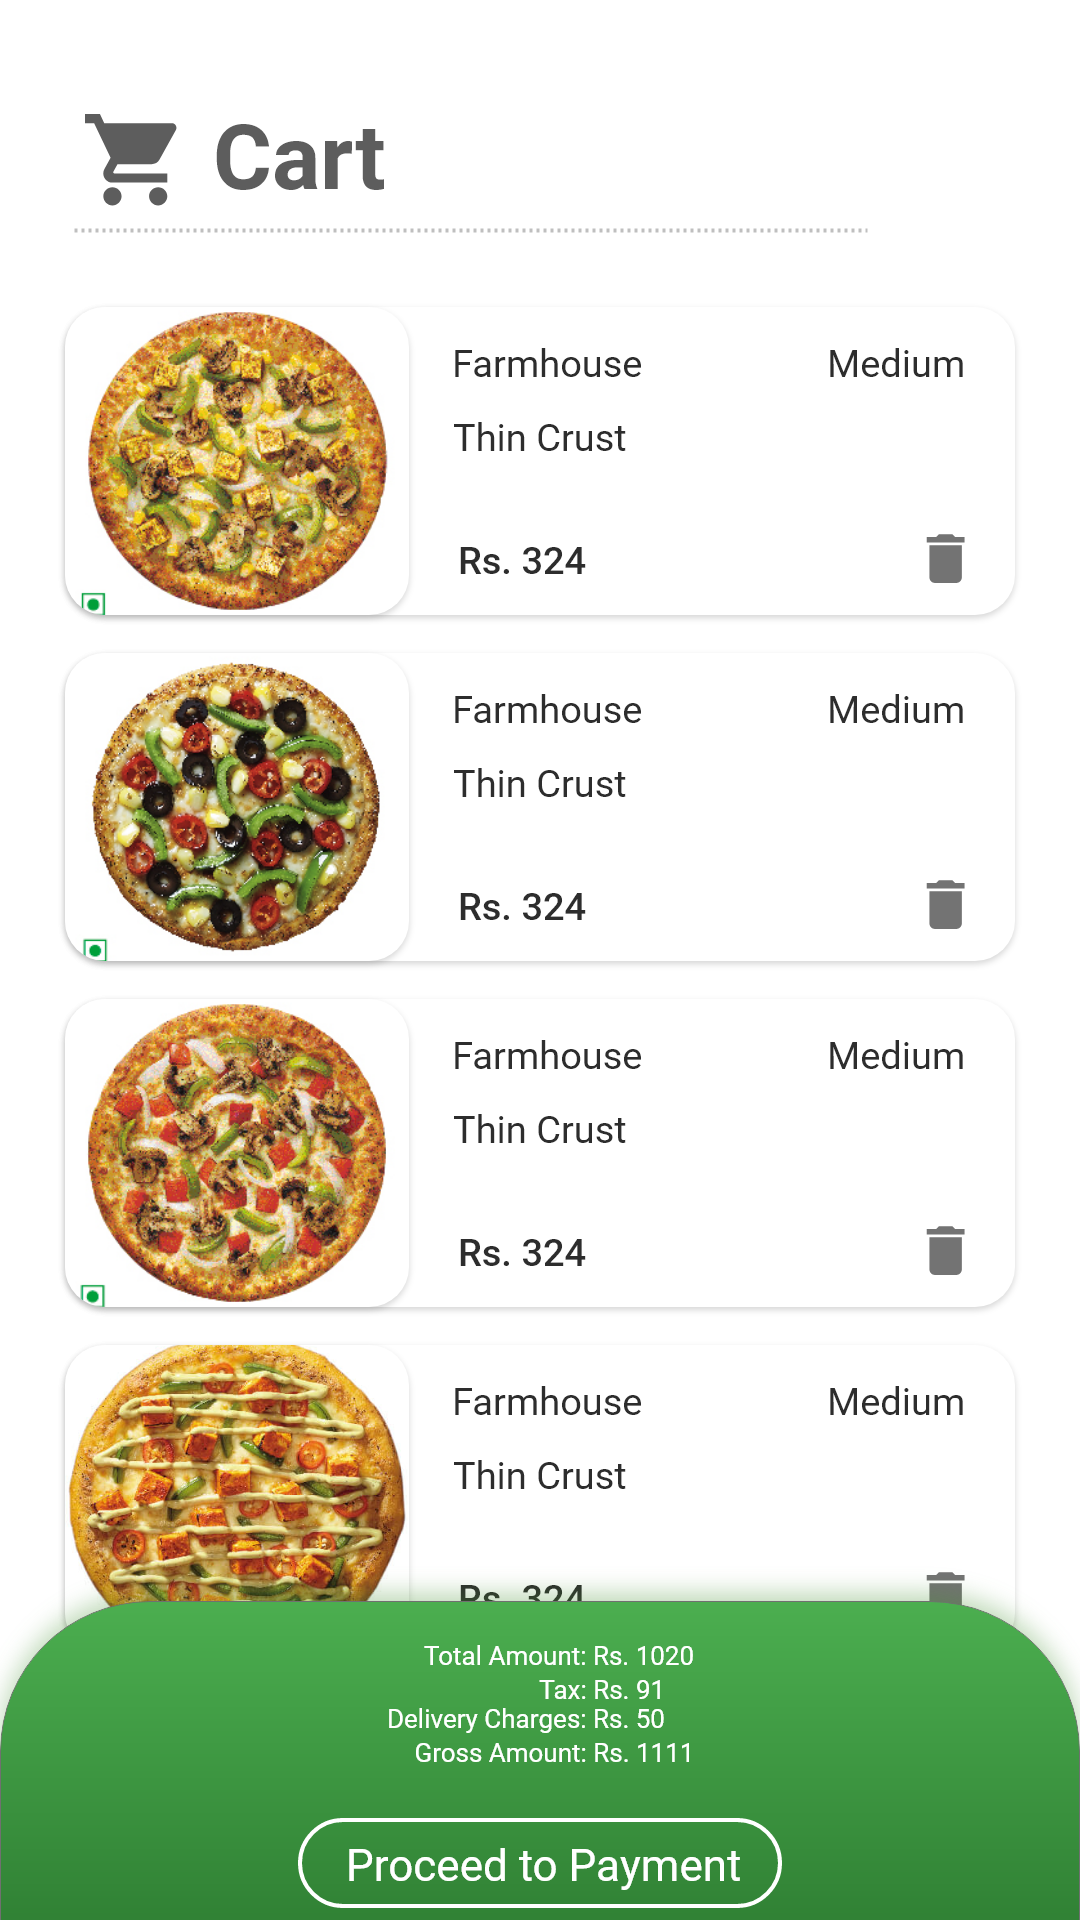 Cart
Farmhouse Medium
Thin Crust
Rs. 324
Farmhouse Medium
Thin Crust
Rs. 324
Farmhouse Medium
Thin Crust
Rs. 324
Farmhouse Medium
Thin Crust
Rs. 324
Total Amount: Rs. 1020
Tax: Rs. 91
Delivery Charges: Rs. 50
Gross Amount: Rs. 1111
Proceed to Payment